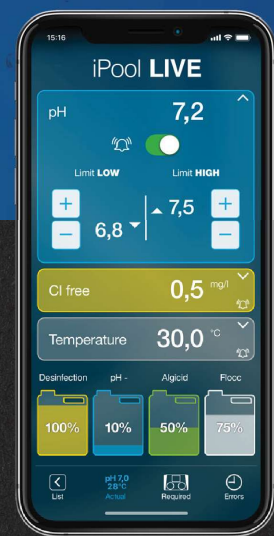 15:16
iPool LIVE
pH 7,2
Limit LOW Limit HIGH
+ 7,5 +
− 6,8 −
Cl free 0,5 mg/l
Temperature 30,0 °C
Desinfection pH - Algicid Flocc
100% 10% 50% 75%
pH 7,0
28°C
List Actual Required Errors